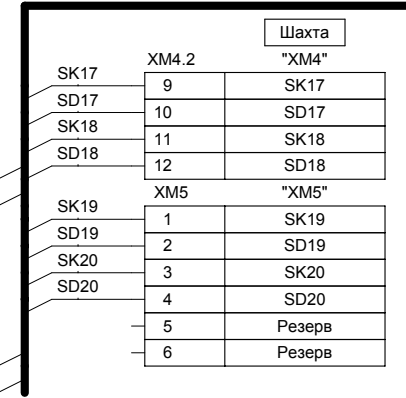 Шахта
XM4.2 "XM4"
SK17 9 SK17
SD17 10 SD17
SK18 11 SK18
SD18 12 SD18
XM5 "XM5"
SK19 1 SK19
SD19 2 SD19
SK20 3 SK20
SD20 4 SD20
5 Резерв
6 Резерв